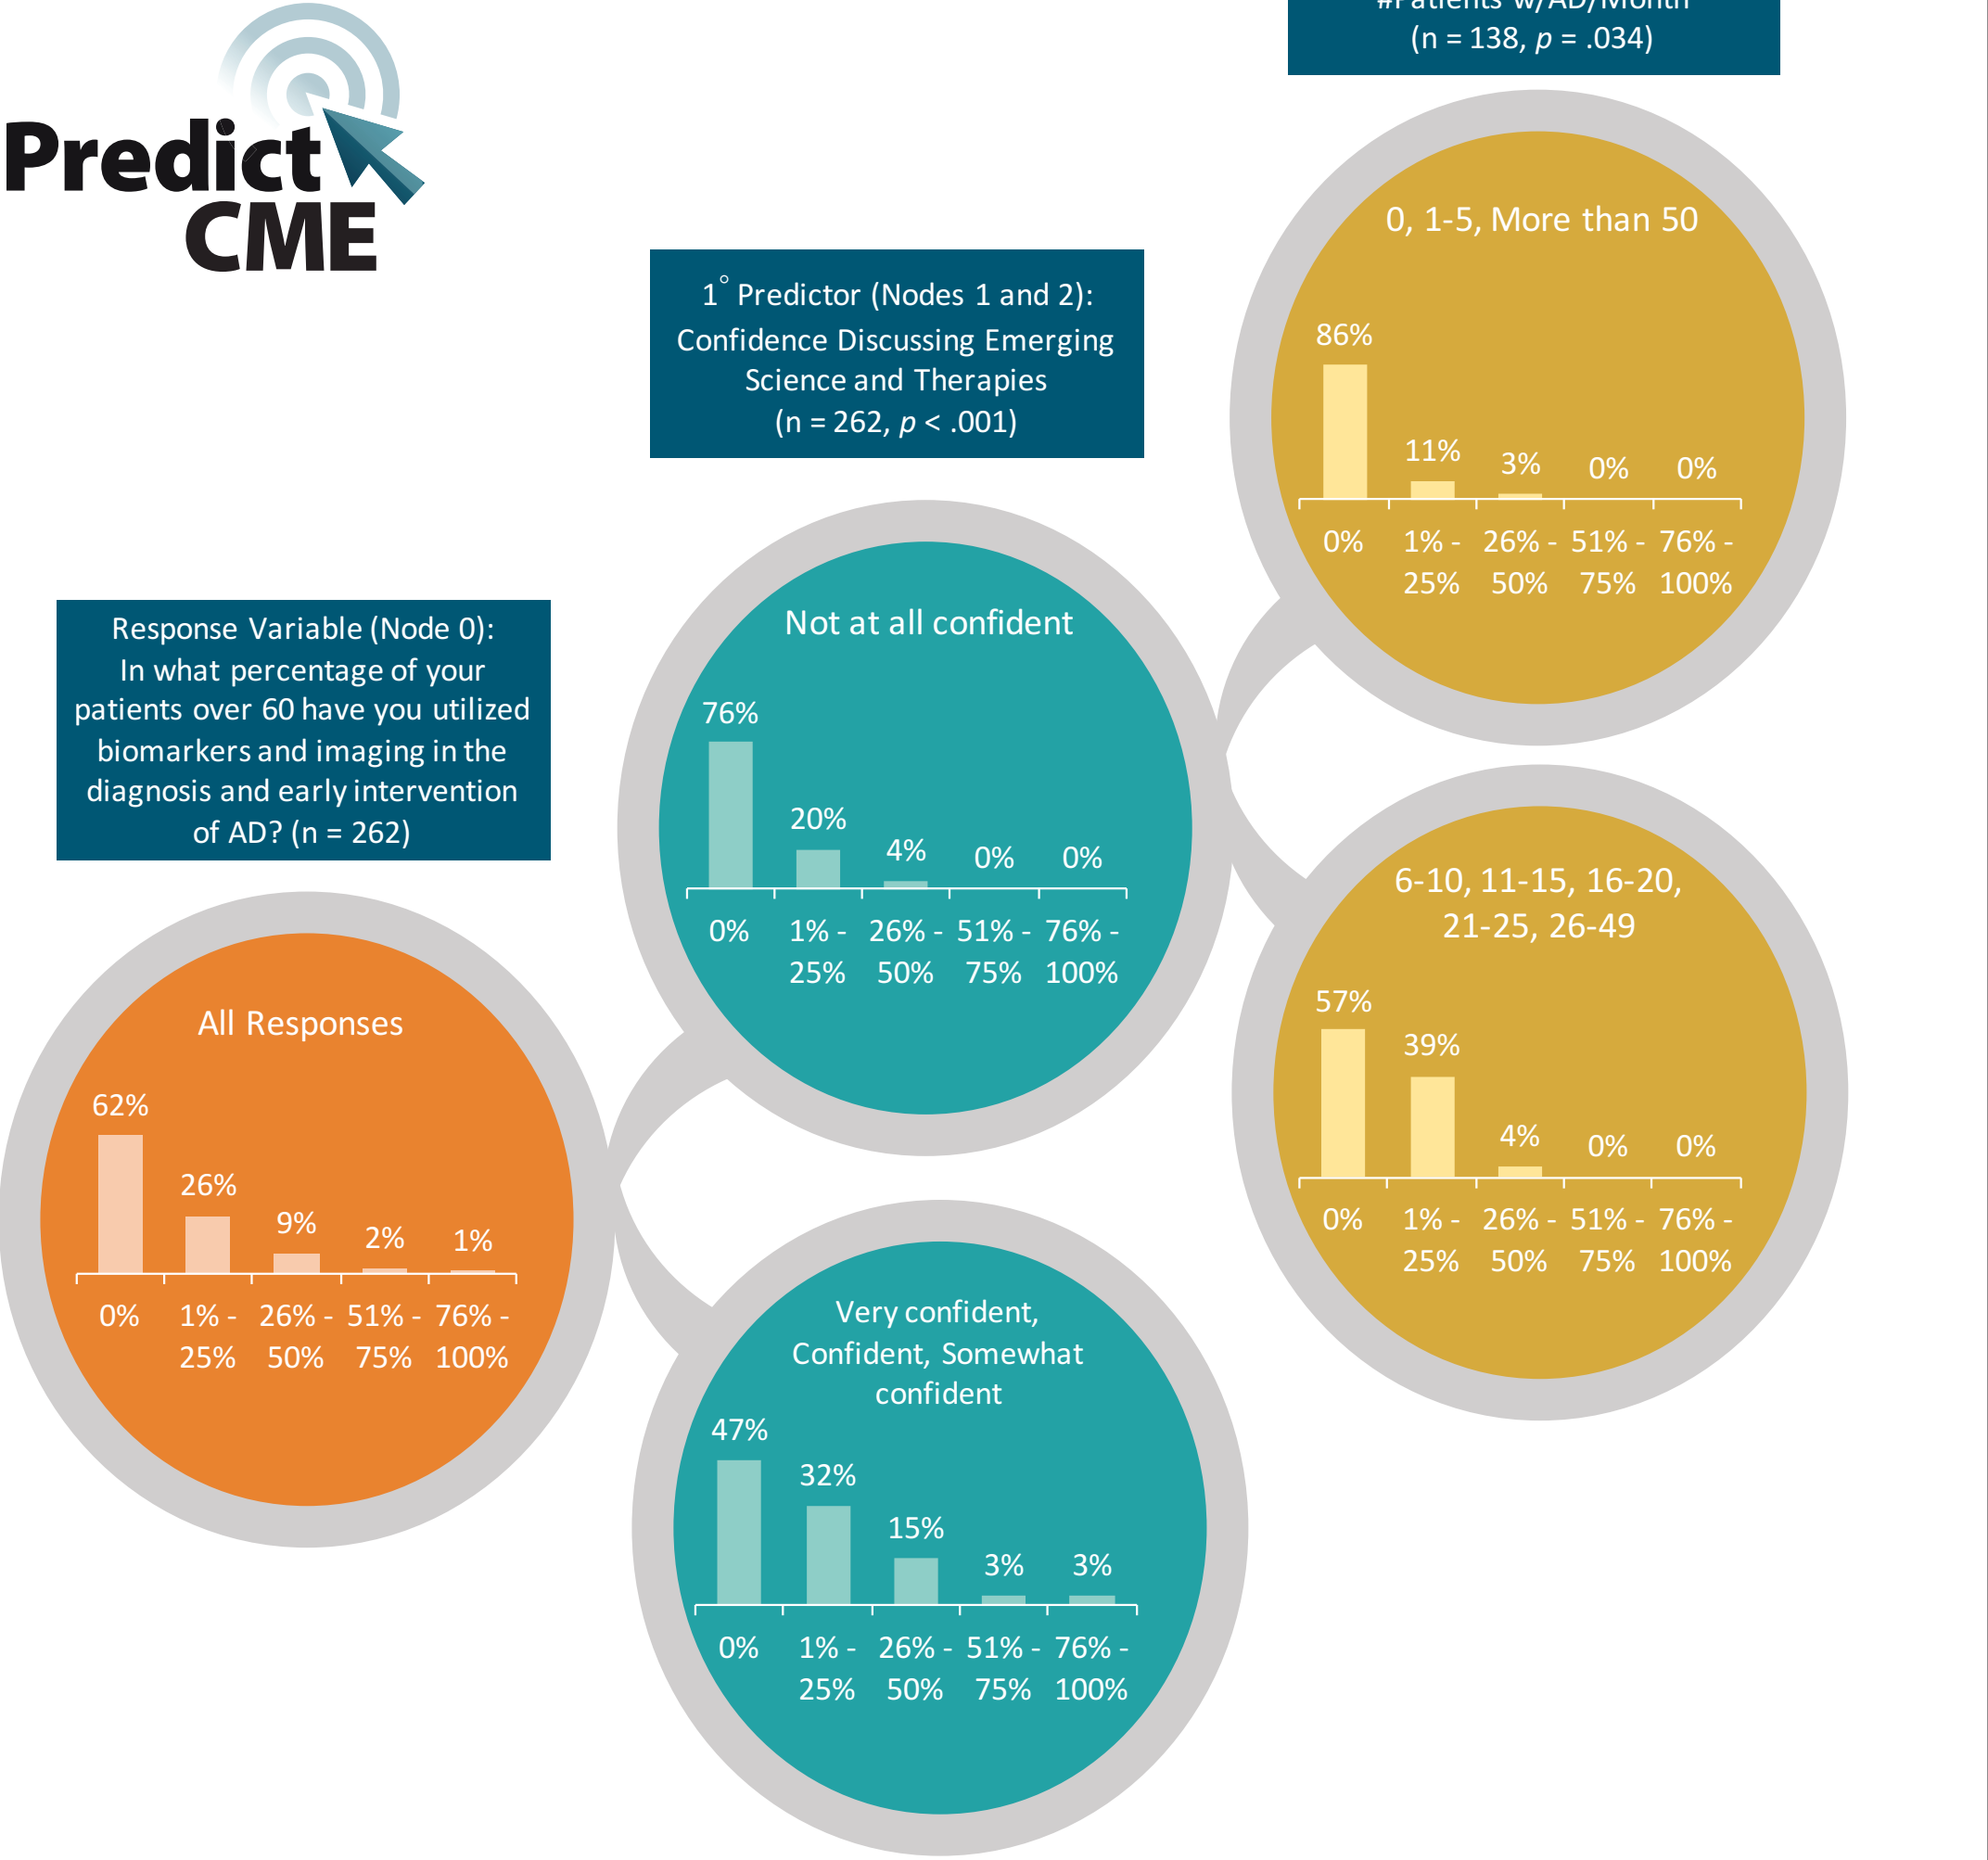 Predict
CME
#Patients w/AD/Month
(n = 138, p = .034)
0, 1-5, More than 50
86%
11%
3%
0%
0%
0% 1% - 26% - 51% - 76% -
25% 50% 75% 100%
1° Predictor (Nodes 1 and 2):
Confidence Discussing Emerging
Science and Therapies
(n = 262, p < .001)
Not at all confident
76%
20%
4%
0%
0%
0% 1% - 26% - 51% - 76% -
25% 50% 75% 100%
Response Variable (Node 0):
In what percentage of your
patients over 60 have you utilized
biomarkers and imaging in the
diagnosis and early intervention
of AD? (n = 262)
6-10, 11-15, 16-20,
21-25, 26-49
57%
39%
4%
0%
0%
0% 1% - 26% - 51% - 76% -
25% 50% 75% 100%
All Responses
62%
26%
9%
2%
1%
0% 1% - 26% - 51% - 76% -
25% 50% 75% 100%
Very confident,
Confident, Somewhat
confident
47%
32%
15%
3%
3%
0% 1% - 26% - 51% - 76% -
25% 50% 75% 100%